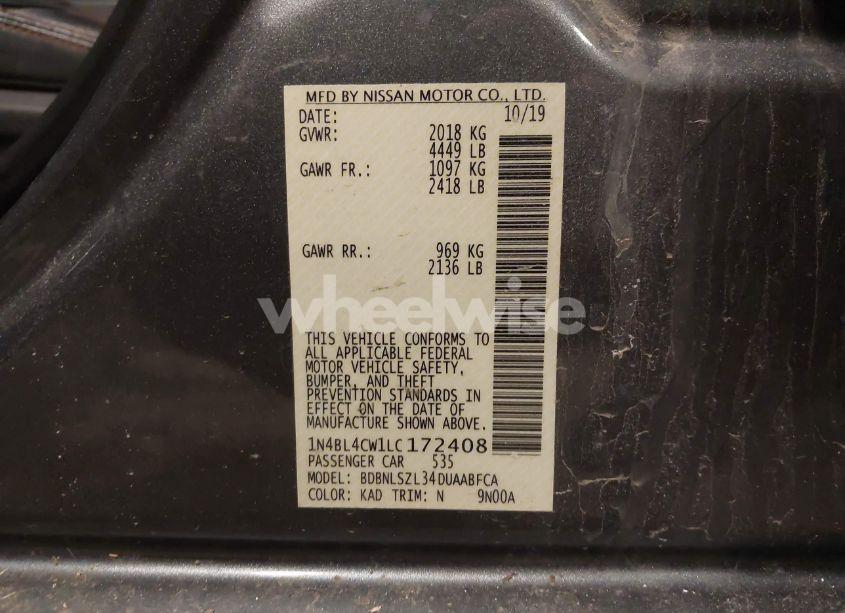 MFD BY NISSAN MOTOR CO., LTD.
DATE: 10/19
GVWR: 2018 KG
4449 LB
GAWR FR.: 1097 KG
2418 LB
GAWR RR.: 969 KG
2136 LB
wheelwise
THIS VEHICLE CONFORMS TO
ALL APPLICABLE FEDERAL
MOTOR VEHICLE SAFETY,
BUMPER, AND THEFT
PREVENTION STANDARDS IN
EFFECT ON THE DATE OF
MANUFACTURE SHOWN ABOVE.
1N4BL4CW1LC172408
PASSENGER CAR 535
MODEL: BDBNLSZL34DUAABFCA
COLOR: KAD TRIM: N 9N00A